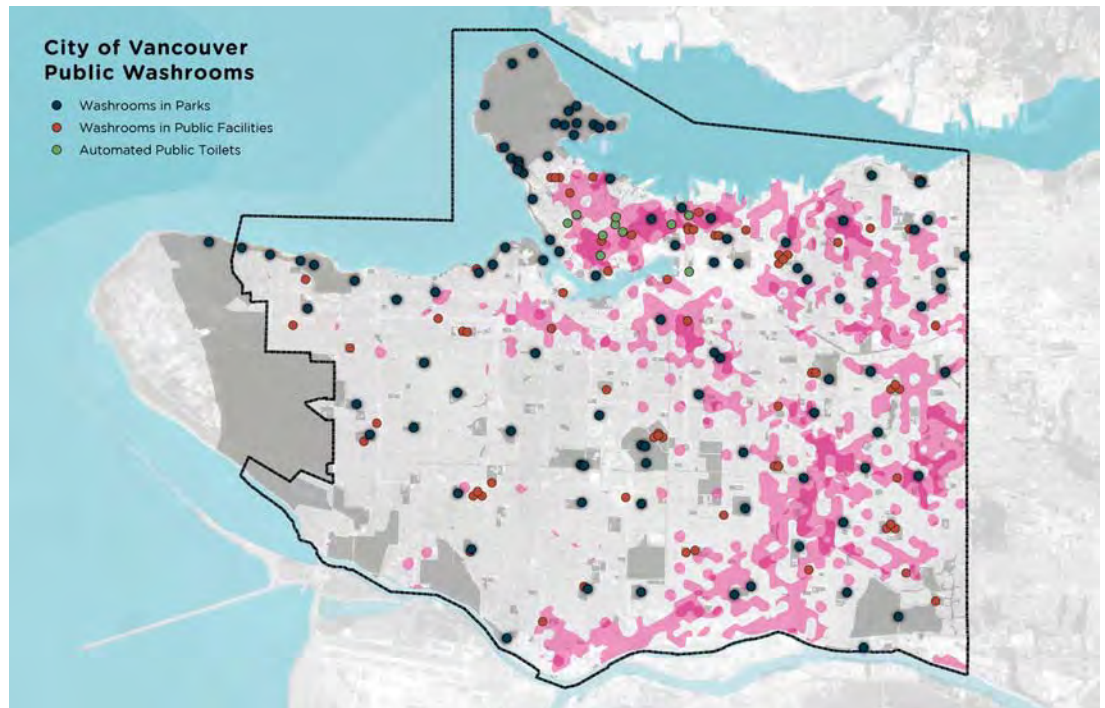 City of Vancouver
Public Washrooms
Washrooms in Parks
Washrooms in Public Facilities
Automated Public Toilets